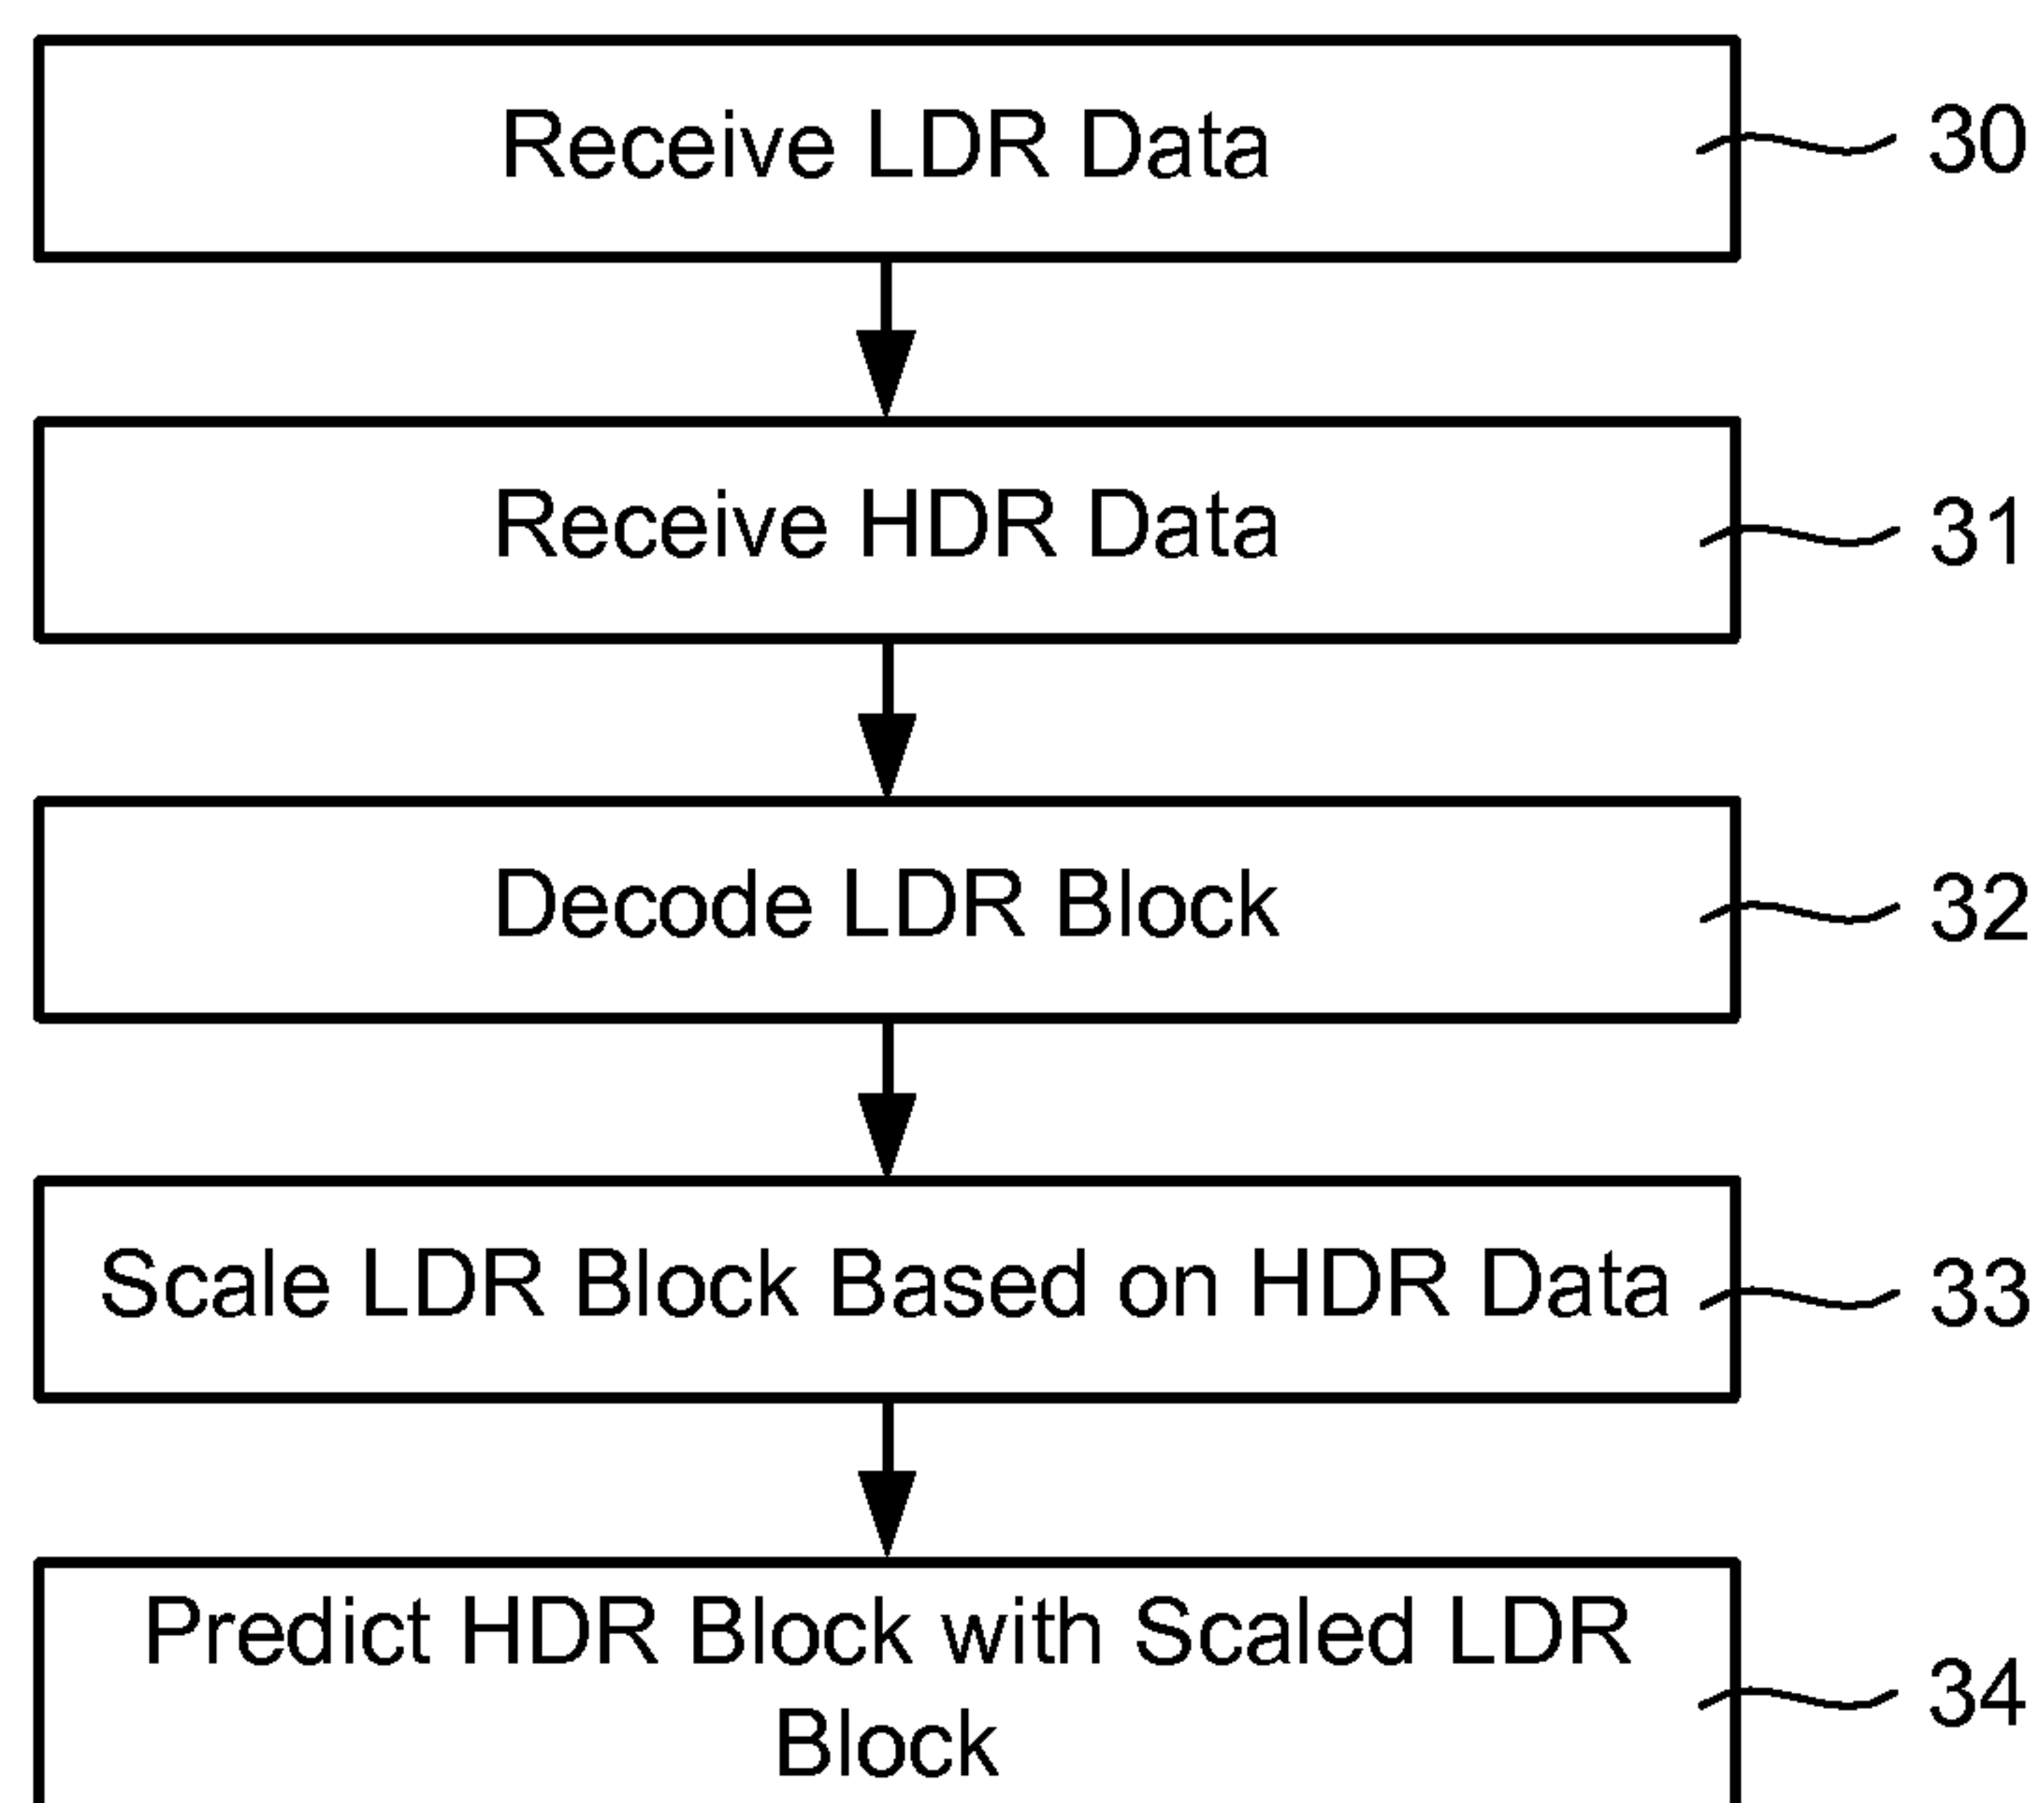 Receive LDR Data
30
Receive HDR Data
31
Decode LDR Block
32
Scale LDR Block Based on HDR Data
33
Predict HDR Block with Scaled LDR
Block
34